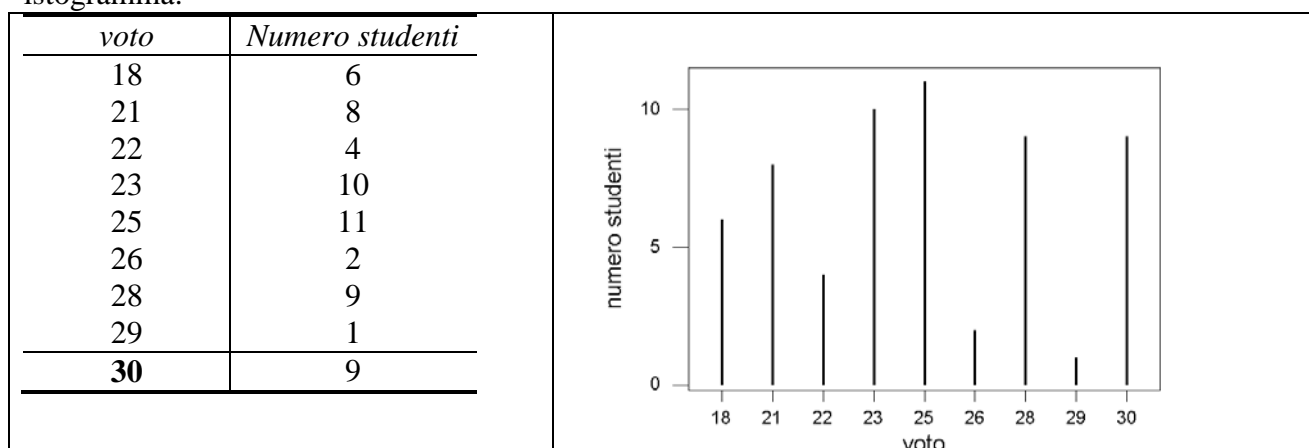 istogramma.
voto Numero studenti
18 6
21 8
22 4
23 10
25 11
26 2
28 9
29 1
30 9
numero studenti
10
5
0
18 21 22 23 25 26 28 29 30
voto